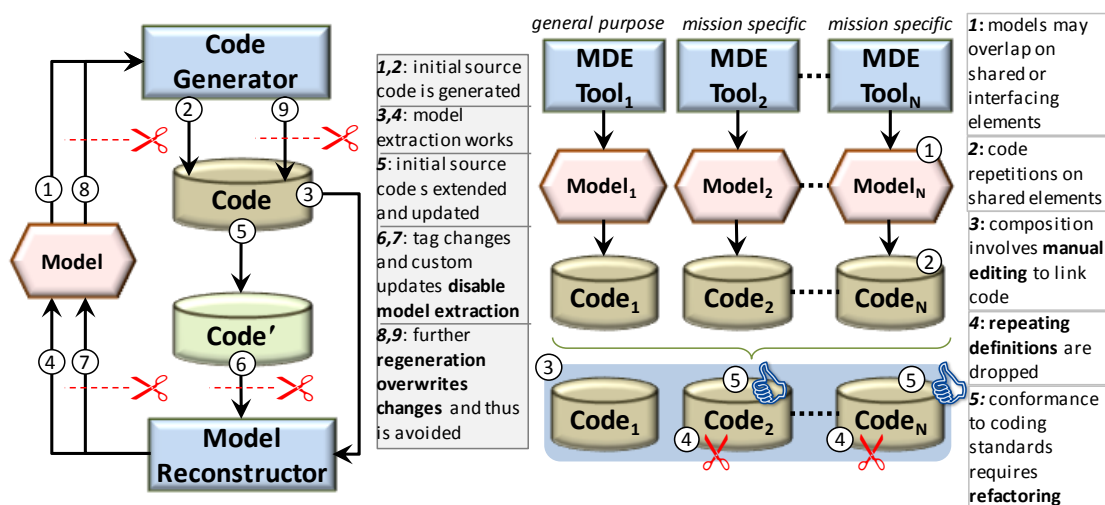 Code
Generator
2
9
1
8
Code
3
5
Model
Code′
4
7
6
Model
Reconstructor
1,2: initial source
code is generated
3,4: model
extraction works
5: initial source
code s extended
and updated
6,7: tag changes
and custom
updates disable
model extraction
8,9: further
regeneration
overwrites
changes and thus
is avoided
general purpose
mission specific
mission specific
MDE
Tool1
MDE
Tool2
MDE
ToolN
1
Model1
Model2
ModelN
2
Code1
Code2
CodeN
3
5
5
Code1
Code2
CodeN
4
4
1: models may
overlap on
shared or
interfacing
elements
2: code
repetitions on
shared elements
3: composition
involves manual
editing to link
code
4: repeating
definitions are
dropped
5: conformance
to coding
standards
requires
refactoring